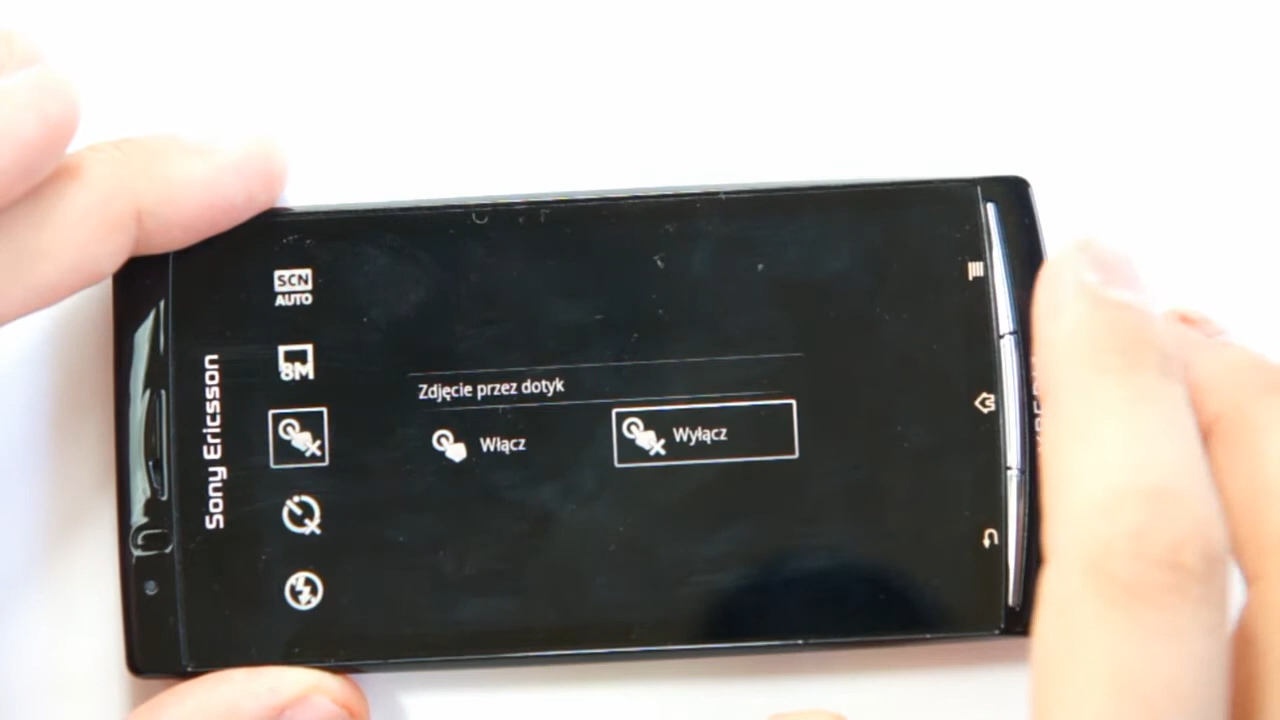 SCN
AUTO
8M
Sony Ericsson
Zdjęcie przez dotyk
Włącz
Wyłącz